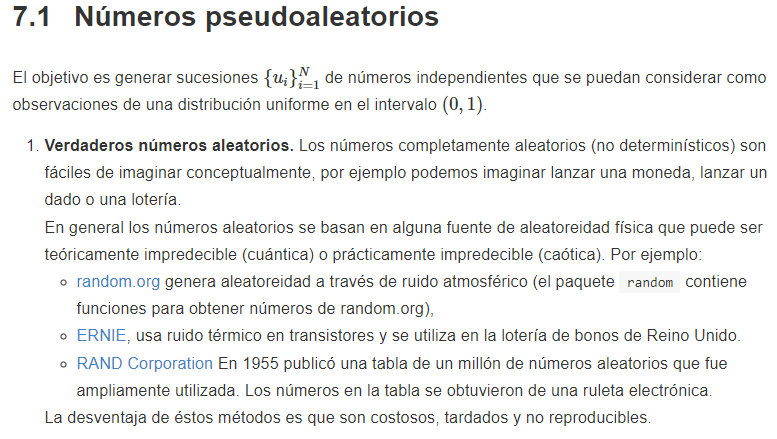 7.1 Números pseudoaleatorios
El objetivo es generar sucesiones {u_i}_{i=1}^N de números independientes que se puedan considerar como
observaciones de una distribución uniforme en el intervalo (0, 1).
1. Verdaderos números aleatorios. Los números completamente aleatorios (no determinísticos) son
fáciles de imaginar conceptualmente, por ejemplo podemos imaginar lanzar una moneda, lanzar un
dado o una lotería.
En general los números aleatorios se basan en alguna fuente de aleatoreidad física que puede ser
teóricamente impredecible (cuántica) o prácticamente impredecible (caótica). Por ejemplo:
◦ random.org genera aleatoreidad a través de ruido atmosférico (el paquete random contiene
funciones para obtener números de random.org),
◦ ERNIE, usa ruido térmico en transistores y se utiliza en la lotería de bonos de Reino Unido.
◦ RAND Corporation En 1955 publicó una tabla de un millón de números aleatorios que fue
ampliamente utilizada. Los números en la tabla se obtuvieron de una ruleta electrónica.
La desventaja de éstos métodos es que son costosos, tardados y no reproducibles.